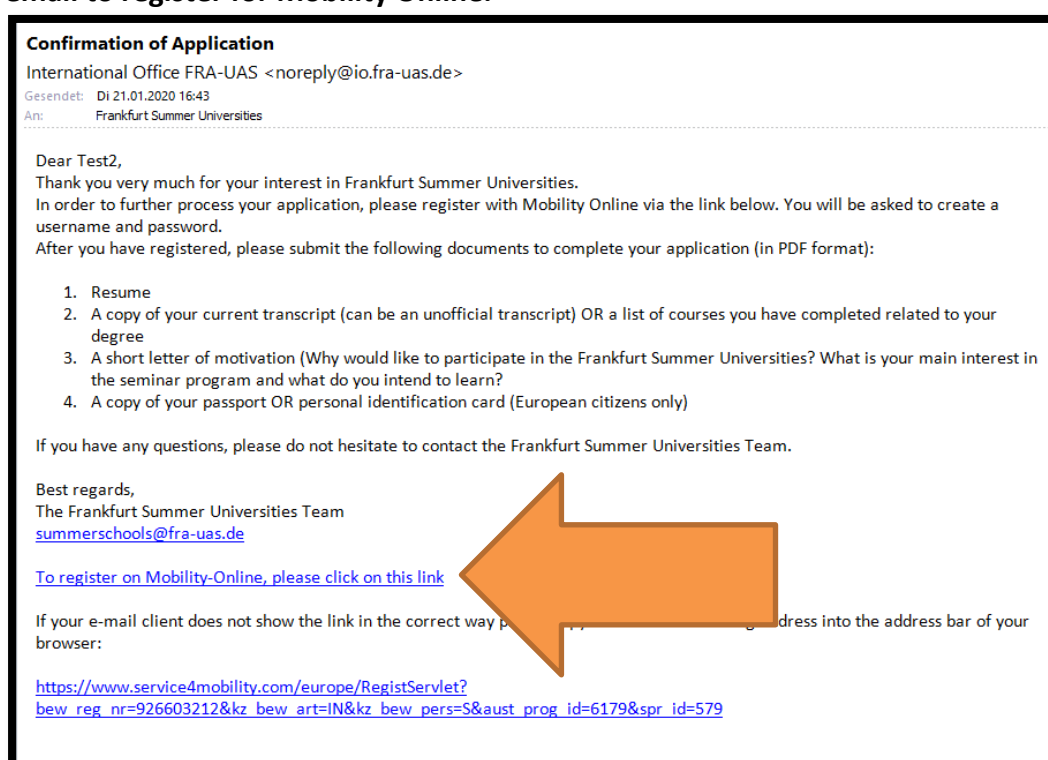 email to register for Mobility Online:
Confirmation of Application
International Office FRA-UAS <noreply@io.fra-uas.de>
Gesendet: Di 21.01.2020 16:43
An: Frankfurt Summer Universities
Dear Test2,
Thank you very much for your interest in Frankfurt Summer Universities.
In order to further process your application, please register with Mobility Online via the link below. You will be asked to create a
username and password.
After you have registered, please submit the following documents to complete your application (in PDF format):
1. Resume
2. A copy of your current transcript (can be an unofficial transcript) OR a list of courses you have completed related to your
degree
3. A short letter of motivation (Why would like to participate in the Frankfurt Summer Universities? What is your main interest in
the seminar program and what do you intend to learn?
4. A copy of your passport OR personal identification card (European citizens only)
If you have any questions, please do not hesitate to contact the Frankfurt Summer Universities Team.
Best regards,
The Frankfurt Summer Universities Team
summerschools@fra-uas.de
To register on Mobility-Online, please click on this link
If your e-mail client does not show the link in the correct way into the address bar of your
browser:
https://www.service4mobility.com/europe/RegistServlet?
bew_reg_nr=926603212&kz_bew_art=IN&kz_bew_pers=S&aust_prog_id=6179&spr_id=579